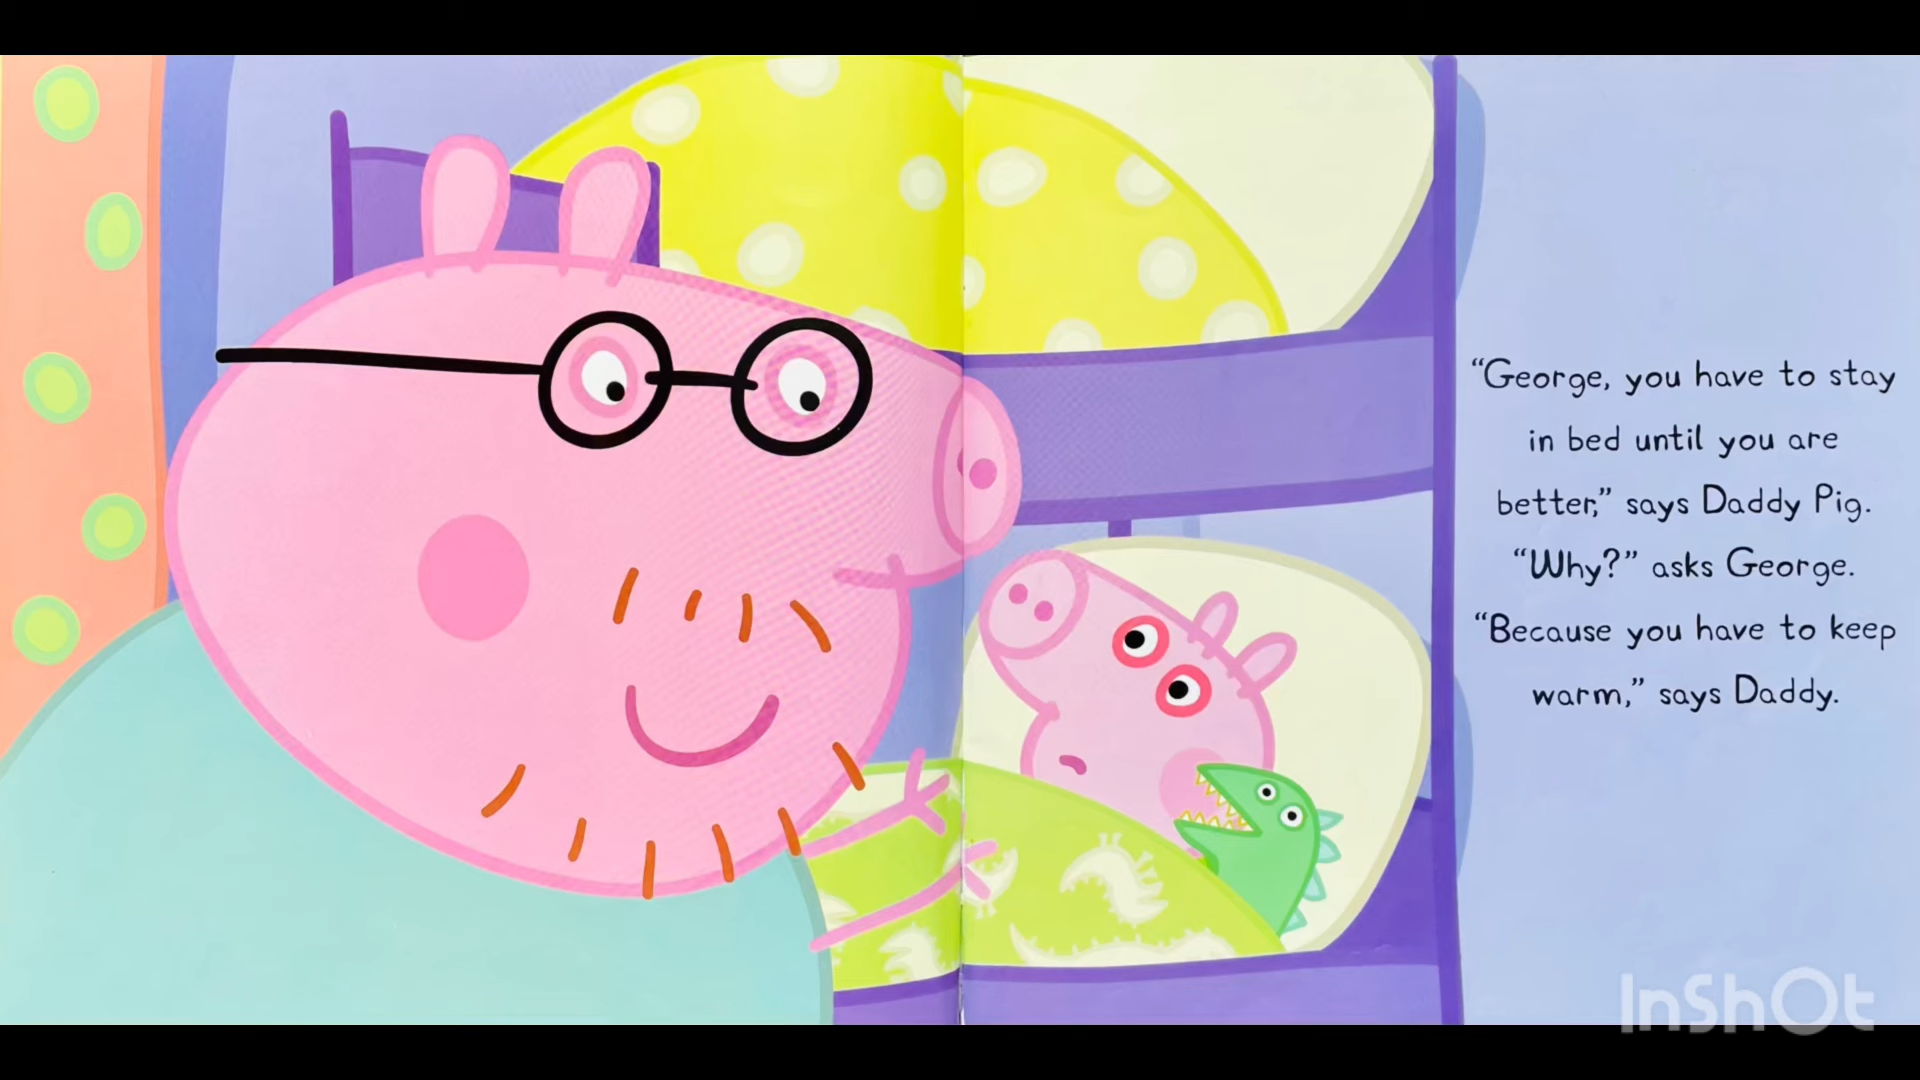 “George, you have to stay
in bed until you are
better,” says Daddy Pig.
“Why?” asks George.
“Because you have to keep
warm,” says Daddy.
InShOt